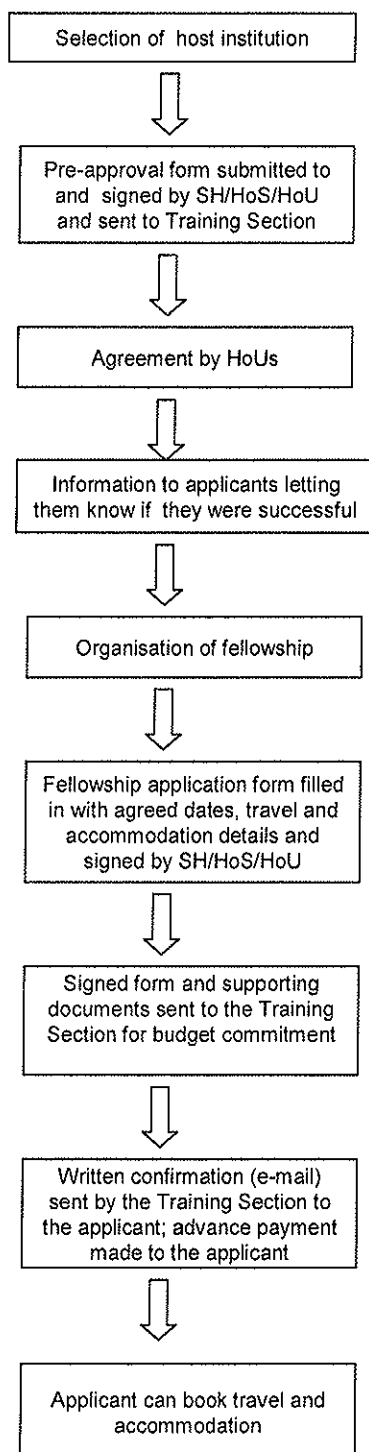 Selection of host institution
Pre-approval form submitted to
and signed by SH/HoS/HoU
and sent to Training Section
Agreement by HoUs
Information to applicants letting
them know if they were successful
Organisation of fellowship
Fellowship application form filled
in with agreed dates, travel and
accommodation details and
signed by SH/HoS/HoU
Signed form and supporting
documents sent to the Training
Section for budget commitment
Written confirmation (e-mail)
sent by the Training Section to
the applicant; advance payment
made to the applicant
Applicant can book travel and
accommodation